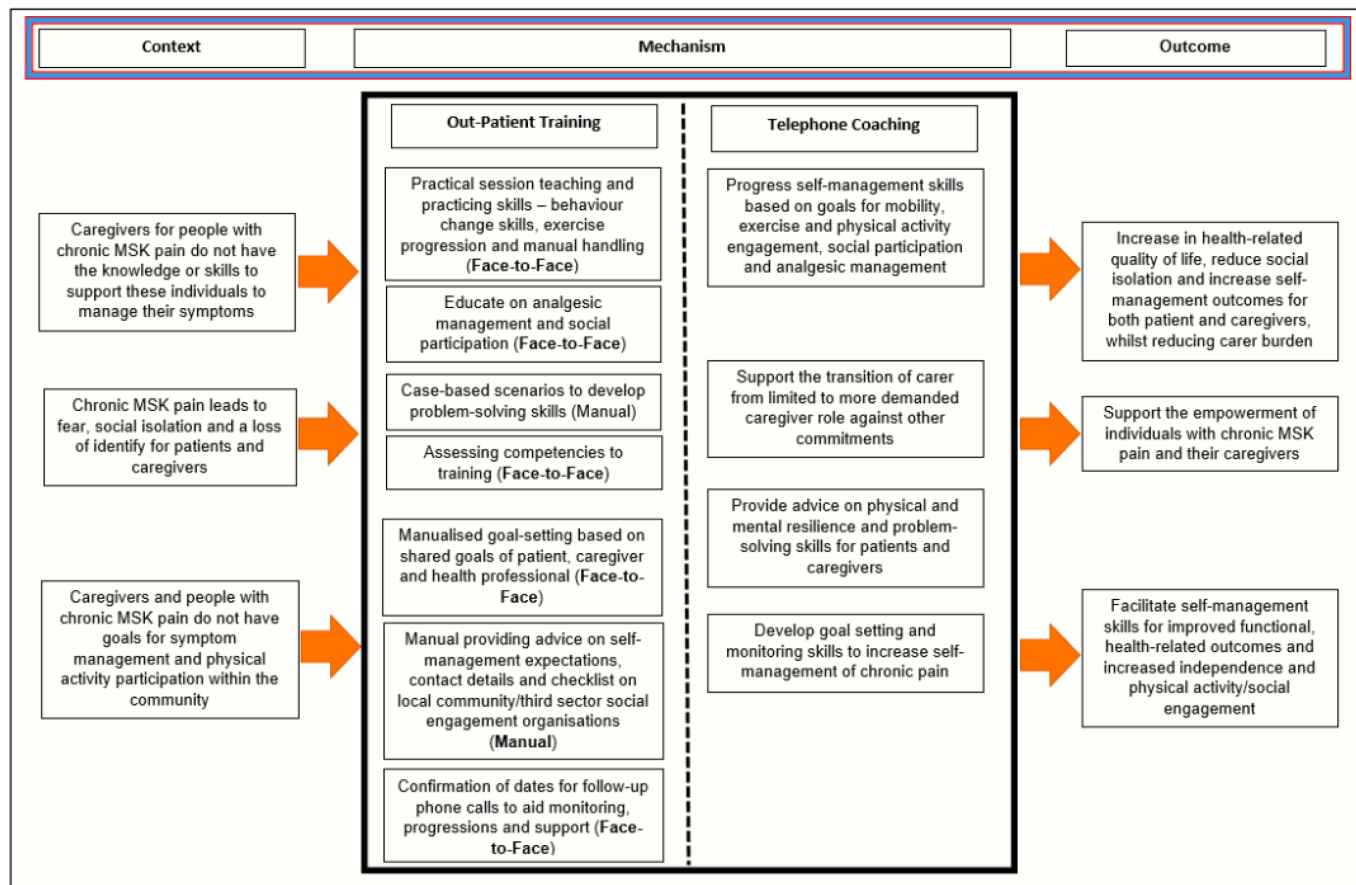 Context
Mechanism
Outcome
Caregivers for people with
chronic MSK pain do not have
the knowledge or skills to
support these individuals to
manage their symptoms
Chronic MSK pain leads to
fear, social isolation and a loss
of identify for patients and
caregivers
Caregivers and people with
chronic MSK pain do not have
goals for symptom
management and physical
activity participation within the
community
Out-Patient Training
Practical session teaching and
practicing skills – behaviour
change skills, exercise
progression and manual handling
(Face-to-Face)
Educate on analgesic
management and social
participation (Face-to-Face)
Case-based scenarios to develop
problem-solving skills (Manual)
Assessing competencies to
training (Face-to-Face)
Manualised goal-setting based on
shared goals of patient, caregiver
and health professional (Face-to-
Face)
Manual providing advice on self-
management expectations,
contact details and checklist on
local community/third sector social
engagement organisations
(Manual)
Confirmation of dates for follow-up
phone calls to aid monitoring,
progressions and support (Face-
to-Face)
Telephone Coaching
Progress self-management skills
based on goals for mobility,
exercise and physical activity
engagement, social participation
and analgesic management
Support the transition of carer
from limited to more demanded
caregiver role against other
commitments
Provide advice on physical and
mental resilience and problem-
solving skills for patients and
caregivers
Develop goal setting and
monitoring skills to increase self-
management of chronic pain
Increase in health-related
quality of life, reduce social
isolation and increase self-
management outcomes for
both patient and caregivers,
whilst reducing carer burden
Support the empowerment of
individuals with chronic MSK
pain and their caregivers
Facilitate self-management
skills for improved functional,
health-related outcomes and
increased independence and
physical activity/social
engagement